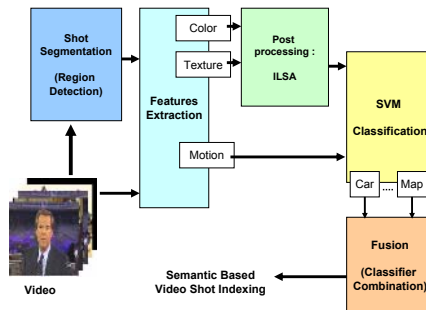 Shot
Segmentation
(Region
Detection)
Features
Extraction
Color
Texture
Motion
Post
processing :
ILSA
SVM
Classification
Car
....
Map
Fusion
(Classifier
Combination)
Semantic Based
Video Shot Indexing
Video